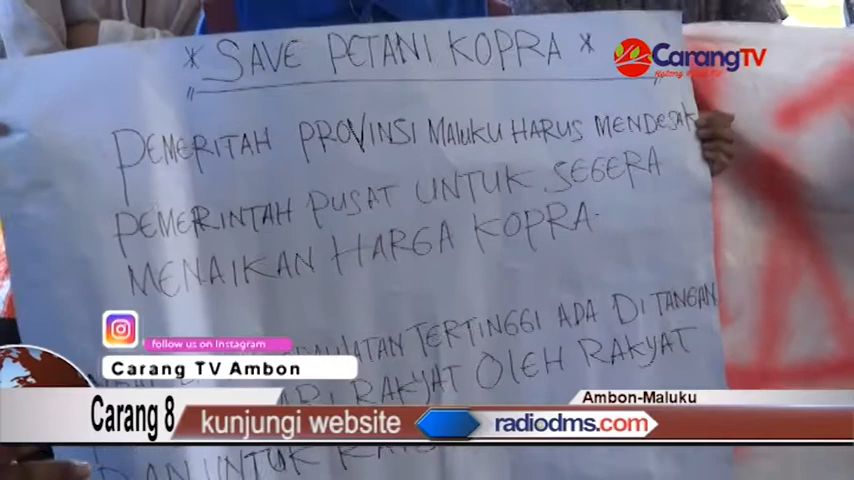 * SAVE PETANI KOPRA *
CarangTV
PEMERITAH PROVINSI MALUKU HARUS MENDESAK
PEMERINTAH PUSAT UNTUK SEGERA
MENAIKAN HARGA KOPRA.
TERTINGGI ADA DI TANGAN
RAKYAT OLEH RAKYAT
DAN UNTUK
follow us on Instagram
Carang TV Ambon
Ambon-Maluku
Carang 8
kunjungi website
radiodms.com